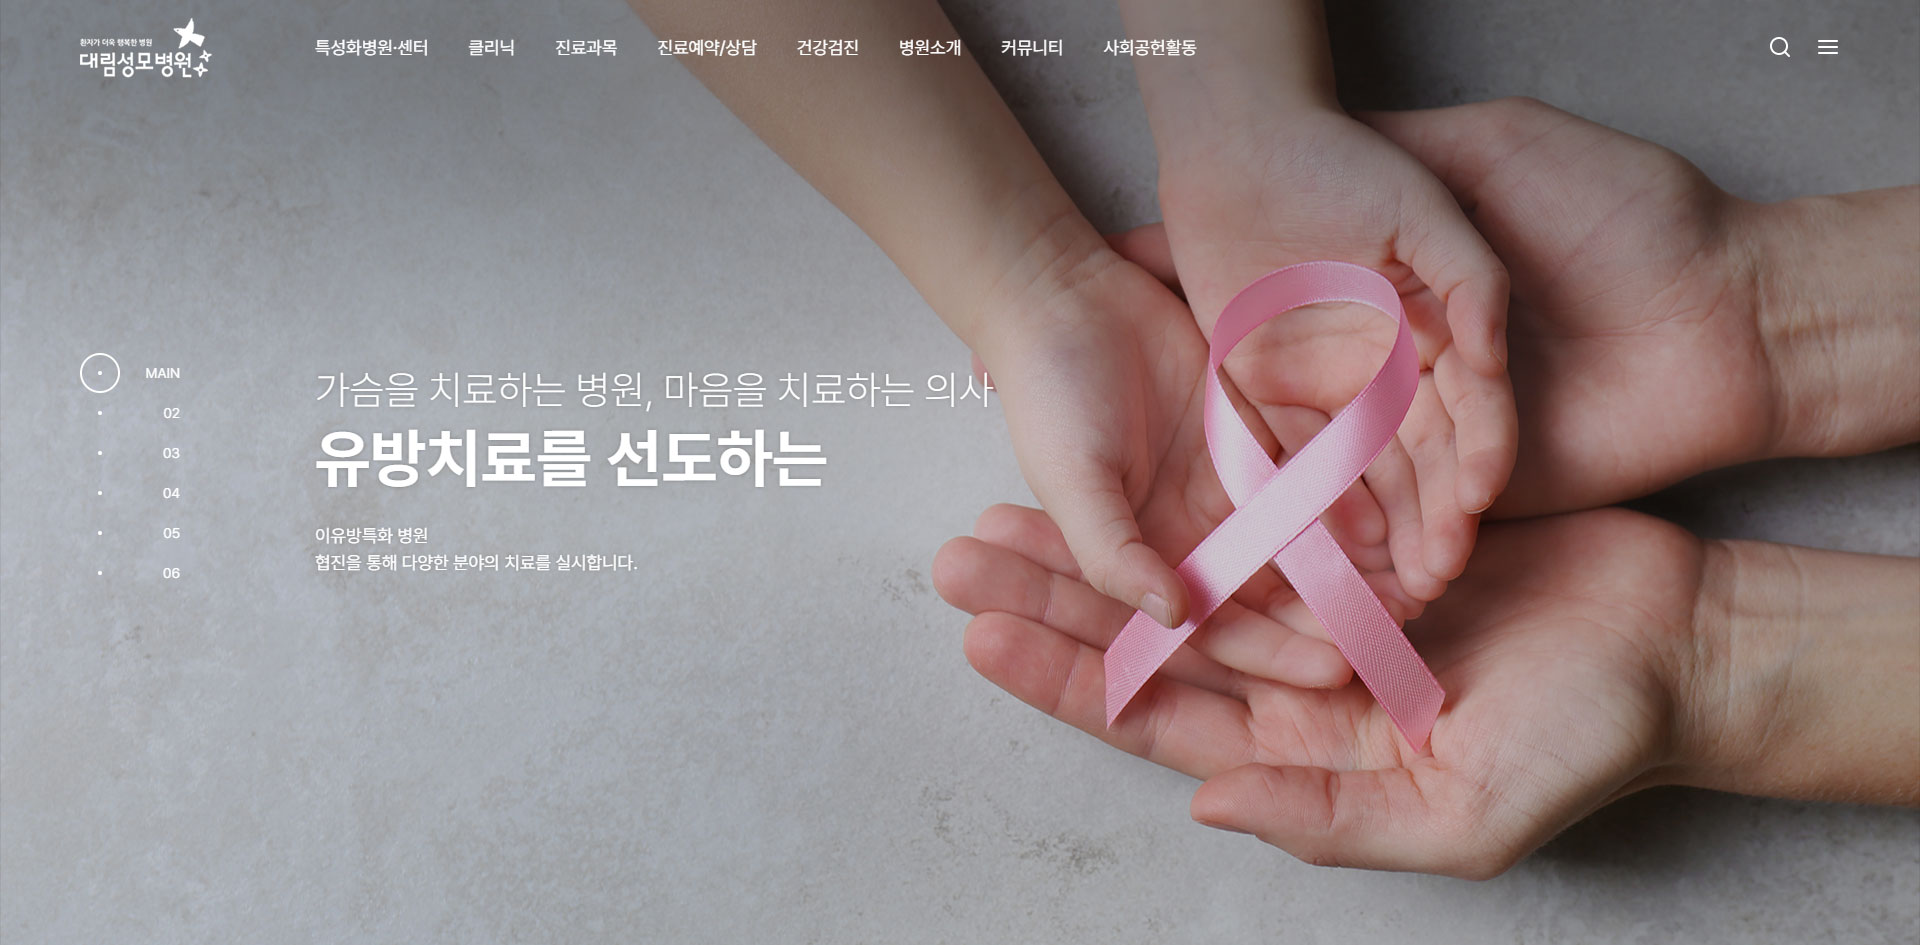 환자가 더욱 행복한 병원
대림성모병원
특성화병원·센터 클리닉 진료과목 진료예약/상담 건강검진 병원소개 커뮤니티 사회공헌활동
MAIN
02
03
04
05
06
가슴을 치료하는 병원, 마음을 치료하는 의사
유방치료를 선도하는
이유방특화 병원
협진을 통해 다양한 분야의 치료를 실시합니다.